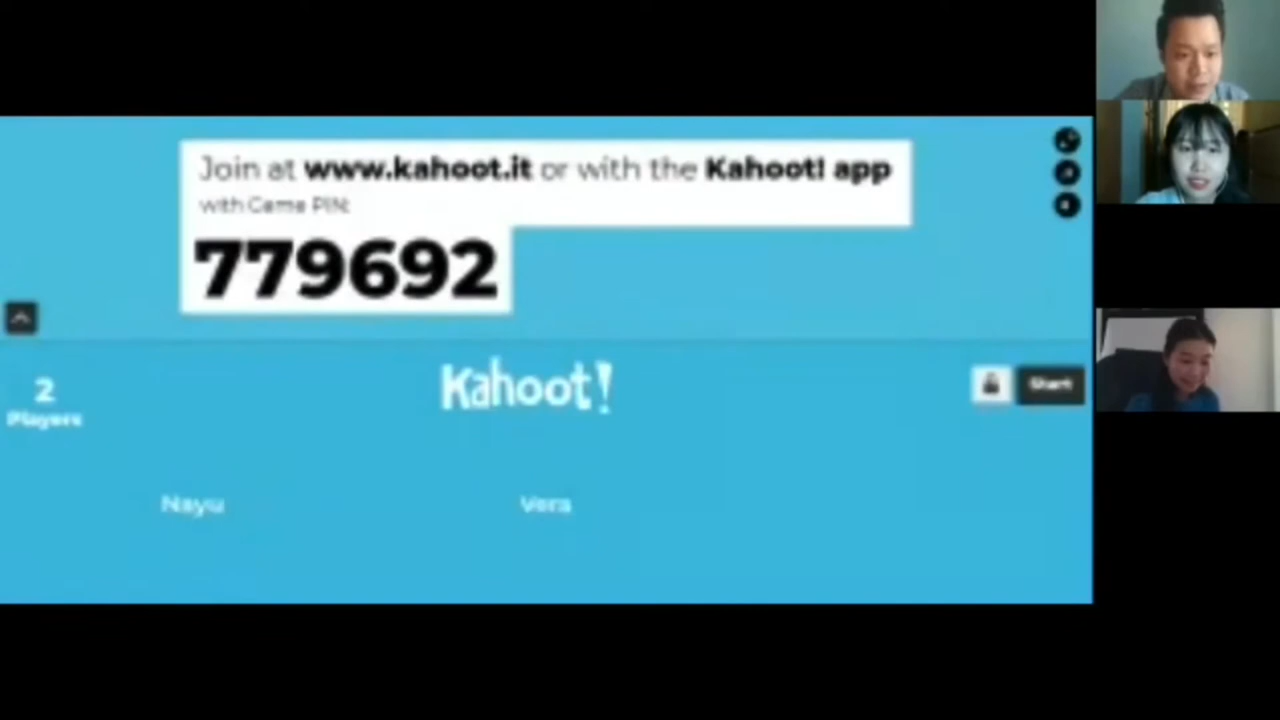 Join at www.kahoot.it or with the Kahoot! app
with Game PIN:
779692
Kahoot!
2
Players
Start
Nayu
Vera